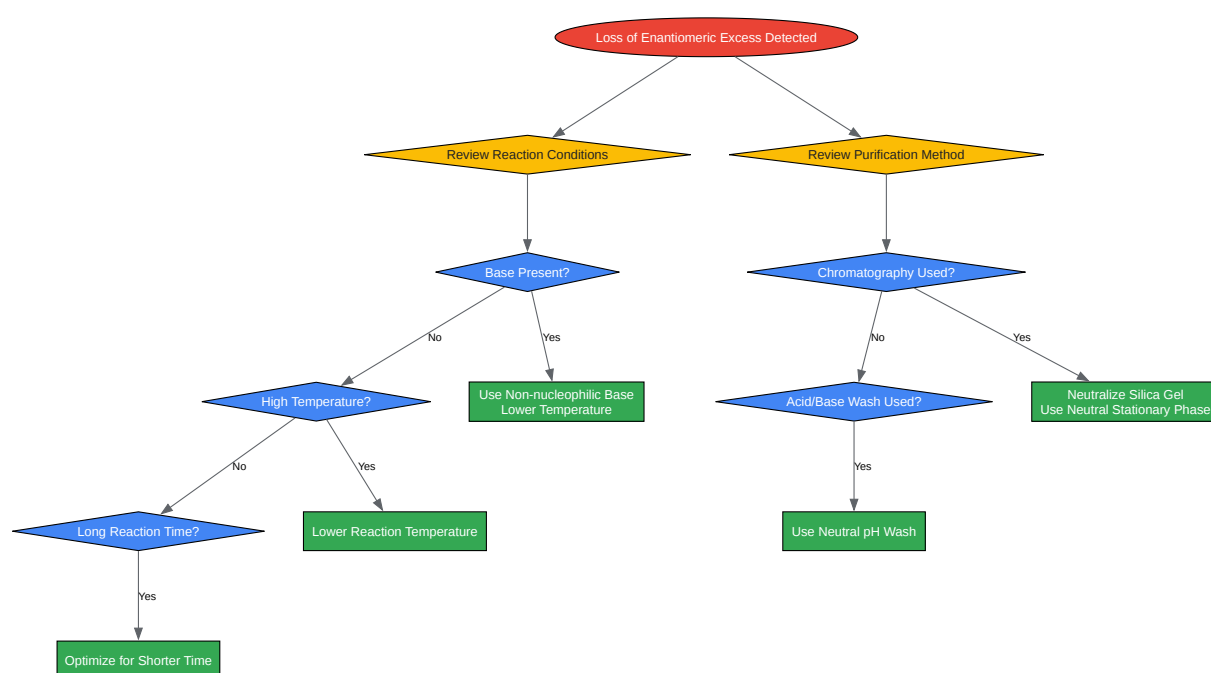 Loss of Enantiomeric Excess Detected
Review Reaction Conditions
Review Purification Method
Base Present?
Chromatography Used?
No
Yes
No
Yes
High Temperature?
Use Non-nucleophilic Base
Lower Temperature
Acid/Base Wash Used?
Neutralize Silica Gel
Use Neutral Stationary Phase
No
Yes
Yes
Long Reaction Time?
Lower Reaction Temperature
Use Neutral pH Wash
Yes
Optimize for Shorter Time